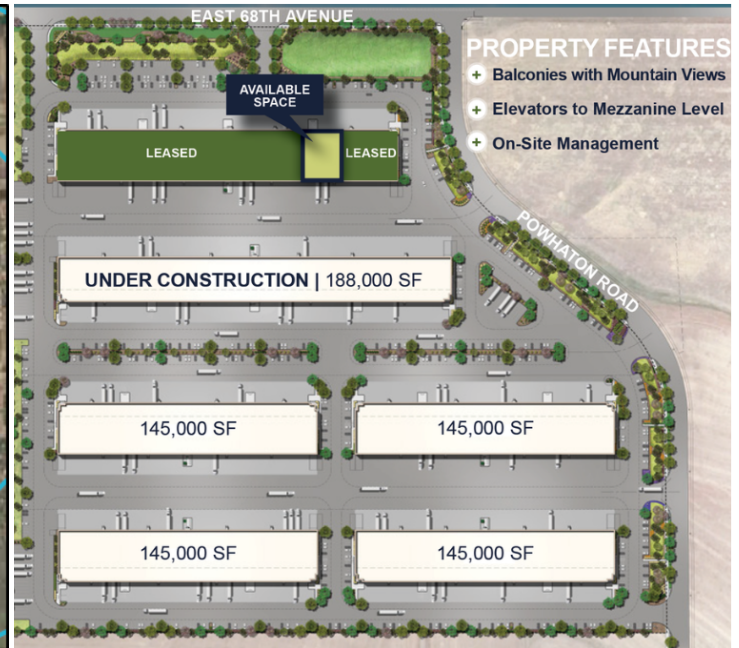 EAST 68TH AVENUE
PROPERTY FEATURES
+ Balconies with Mountain Views
+ Elevators to Mezzanine Level
+ On-Site Management
AVAILABLE
SPACE
LEASED
LEASED
POWHATON ROAD
UNDER CONSTRUCTION | 188,000 SF
145,000 SF
145,000 SF
145,000 SF
145,000 SF